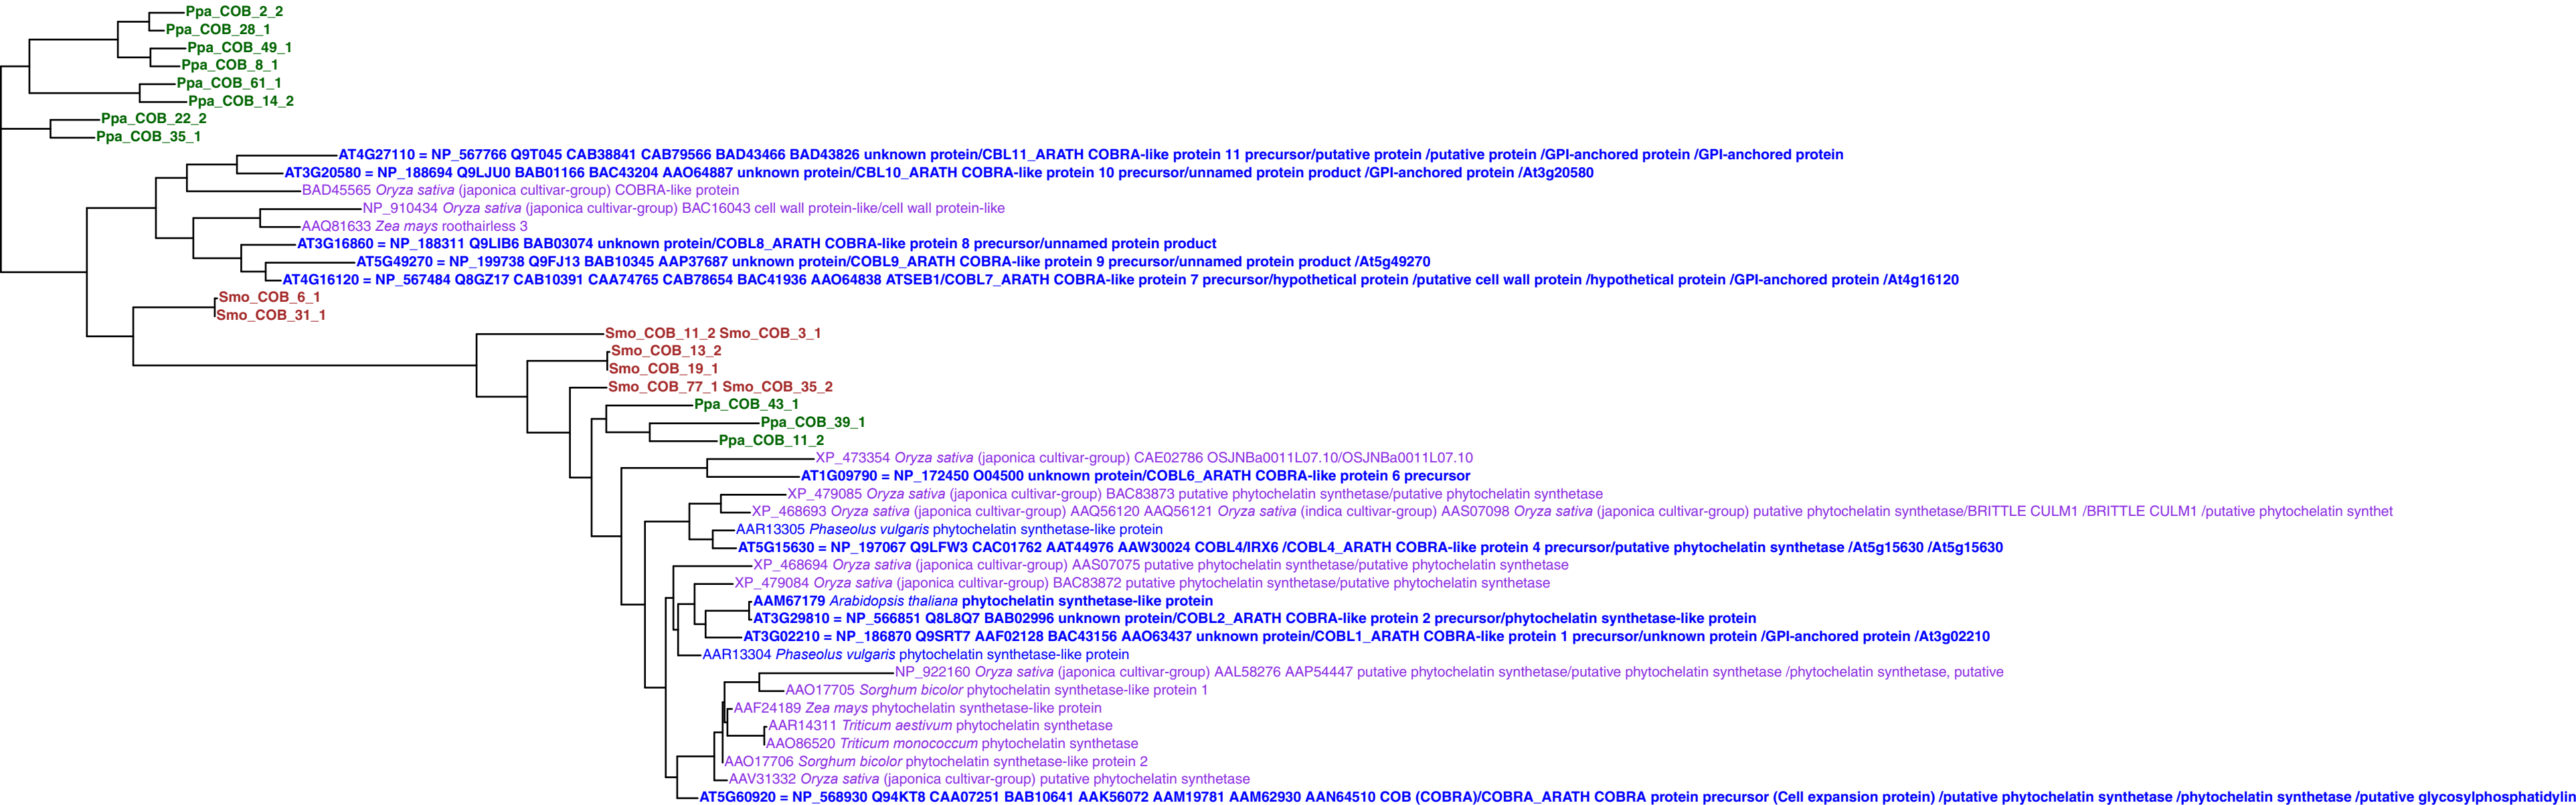 Ppa_COB_2_2
Ppa_COB_28_1
Ppa_COB_49_1
Ppa_COB_8_1
Ppa_COB_61_1
Ppa_COB_14_2
Ppa_COB_22_2
Ppa_COB_35_1
AT4G27110 = NP_567766 Q9T045 CAB38841 CAB79566 BAD43466 BAD43826 unknown protein/CBL11_ARATH COBRA-like protein 11 precursor/putative protein /putative protein /GPI-anchored protein /GPI-anchored protein
AT3G20580 = NP_188694 Q9LJU0 BAB01166 BAC43204 AAO64887 unknown protein/CBL10_ARATH COBRA-like protein 10 precursor/unnamed protein product /GPI-anchored protein /At3g20580
BAD45565 Oryza sativa (japonica cultivar-group) COBRA-like protein
NP_910434 Oryza sativa (japonica cultivar-group) BAC16043 cell wall protein-like/cell wall protein-like
AAQ81633 Zea mays roothairless 3
AT3G16860 = NP_188311 Q9LIB6 BAB03074 unknown protein/COBL8_ARATH COBRA-like protein 8 precursor/unnamed protein product
AT5G49270 = NP_199738 Q9FJ13 BAB10345 AAP37687 unknown protein/COBL9_ARATH COBRA-like protein 9 precursor/unnamed protein product /At5g49270
AT4G16120 = NP_567484 Q8GZ17 CAB10391 CAA74765 CAB78654 BAC41936 AAO64838 ATSEB1/COBL7_ARATH COBRA-like protein 7 precursor/hypothetical protein /putative cell wall protein /hypothetical protein /GPI-anchored protein /At4g16120
Smo_COB_6_1
Smo_COB_31_1
Smo_COB_11_2 Smo_COB_3_1
Smo_COB_13_2
Smo_COB_19_1
Smo_COB_77_1 Smo_COB_35_2
Ppa_COB_43_1
Ppa_COB_39_1
Ppa_COB_11_2
XP_473354 Oryza sativa (japonica cultivar-group) CAE02786 OSJNBa0011L07.10/OSJNBa0011L07.10
AT1G09790 = NP_172450 O04500 unknown protein/COBL6_ARATH COBRA-like protein 6 precursor
XP_479085 Oryza sativa (japonica cultivar-group) BAC83873 putative phytochelatin synthetase/putative phytochelatin synthetase
XP_468693 Oryza sativa (japonica cultivar-group) AAQ56120 AAQ56121 Oryza sativa (indica cultivar-group) AAS07098 Oryza sativa (japonica cultivar-group) putative phytochelatin synthetase/BRITTLE CULM1 /BRITTLE CULM1 /putative phytochelatin synthet
AAR13305 Phaseolus vulgaris phytochelatin synthetase-like protein
AT5G15630 = NP_197067 Q9LFW3 CAC01762 AAT44976 AAW30024 COBL4/IRX6 /COBL4_ARATH COBRA-like protein 4 precursor/putative phytochelatin synthetase /At5g15630 /At5g15630
XP_468694 Oryza sativa (japonica cultivar-group) AAS07075 putative phytochelatin synthetase/putative phytochelatin synthetase
XP_479084 Oryza sativa (japonica cultivar-group) BAC83872 putative phytochelatin synthetase/putative phytochelatin synthetase
AAM67179 Arabidopsis thaliana phytochelatin synthetase-like protein
AT3G29810 = NP_566851 Q8L8Q7 BAB02996 unknown protein/COBL2_ARATH COBRA-like protein 2 precursor/phytochelatin synthetase-like protein
AT3G02210 = NP_186870 Q9SRT7 AAF02128 BAC43156 AAO63437 unknown protein/COBL1_ARATH COBRA-like protein 1 precursor/unknown protein /GPI-anchored protein /At3g02210
AAR13304 Phaseolus vulgaris phytochelatin synthetase-like protein
NP_922160 Oryza sativa (japonica cultivar-group) AAL58276 AAP54447 putative phytochelatin synthetase/putative phytochelatin synthetase /phytochelatin synthetase, putative
AAO17705 Sorghum bicolor phytochelatin synthetase-like protein 1
AAF24189 Zea mays phytochelatin synthetase-like protein
AAR14311 Triticum aestivum phytochelatin synthetase
AAO86520 Triticum monococcum phytochelatin synthetase
AAO17706 Sorghum bicolor phytochelatin synthetase-like protein 2
AAV31332 Oryza sativa (japonica cultivar-group) putative phytochelatin synthetase
AT5G60920 = NP_568930 Q94KT8 CAA07251 BAB10641 AAK56072 AAM19781 AAM62930 AAN64510 COB (COBRA)/COBRA_ARATH COBRA protein precursor (Cell expansion protein) /putative phytochelatin synthetase /phytochelatin synthetase /putative glycosylphosphatidylin